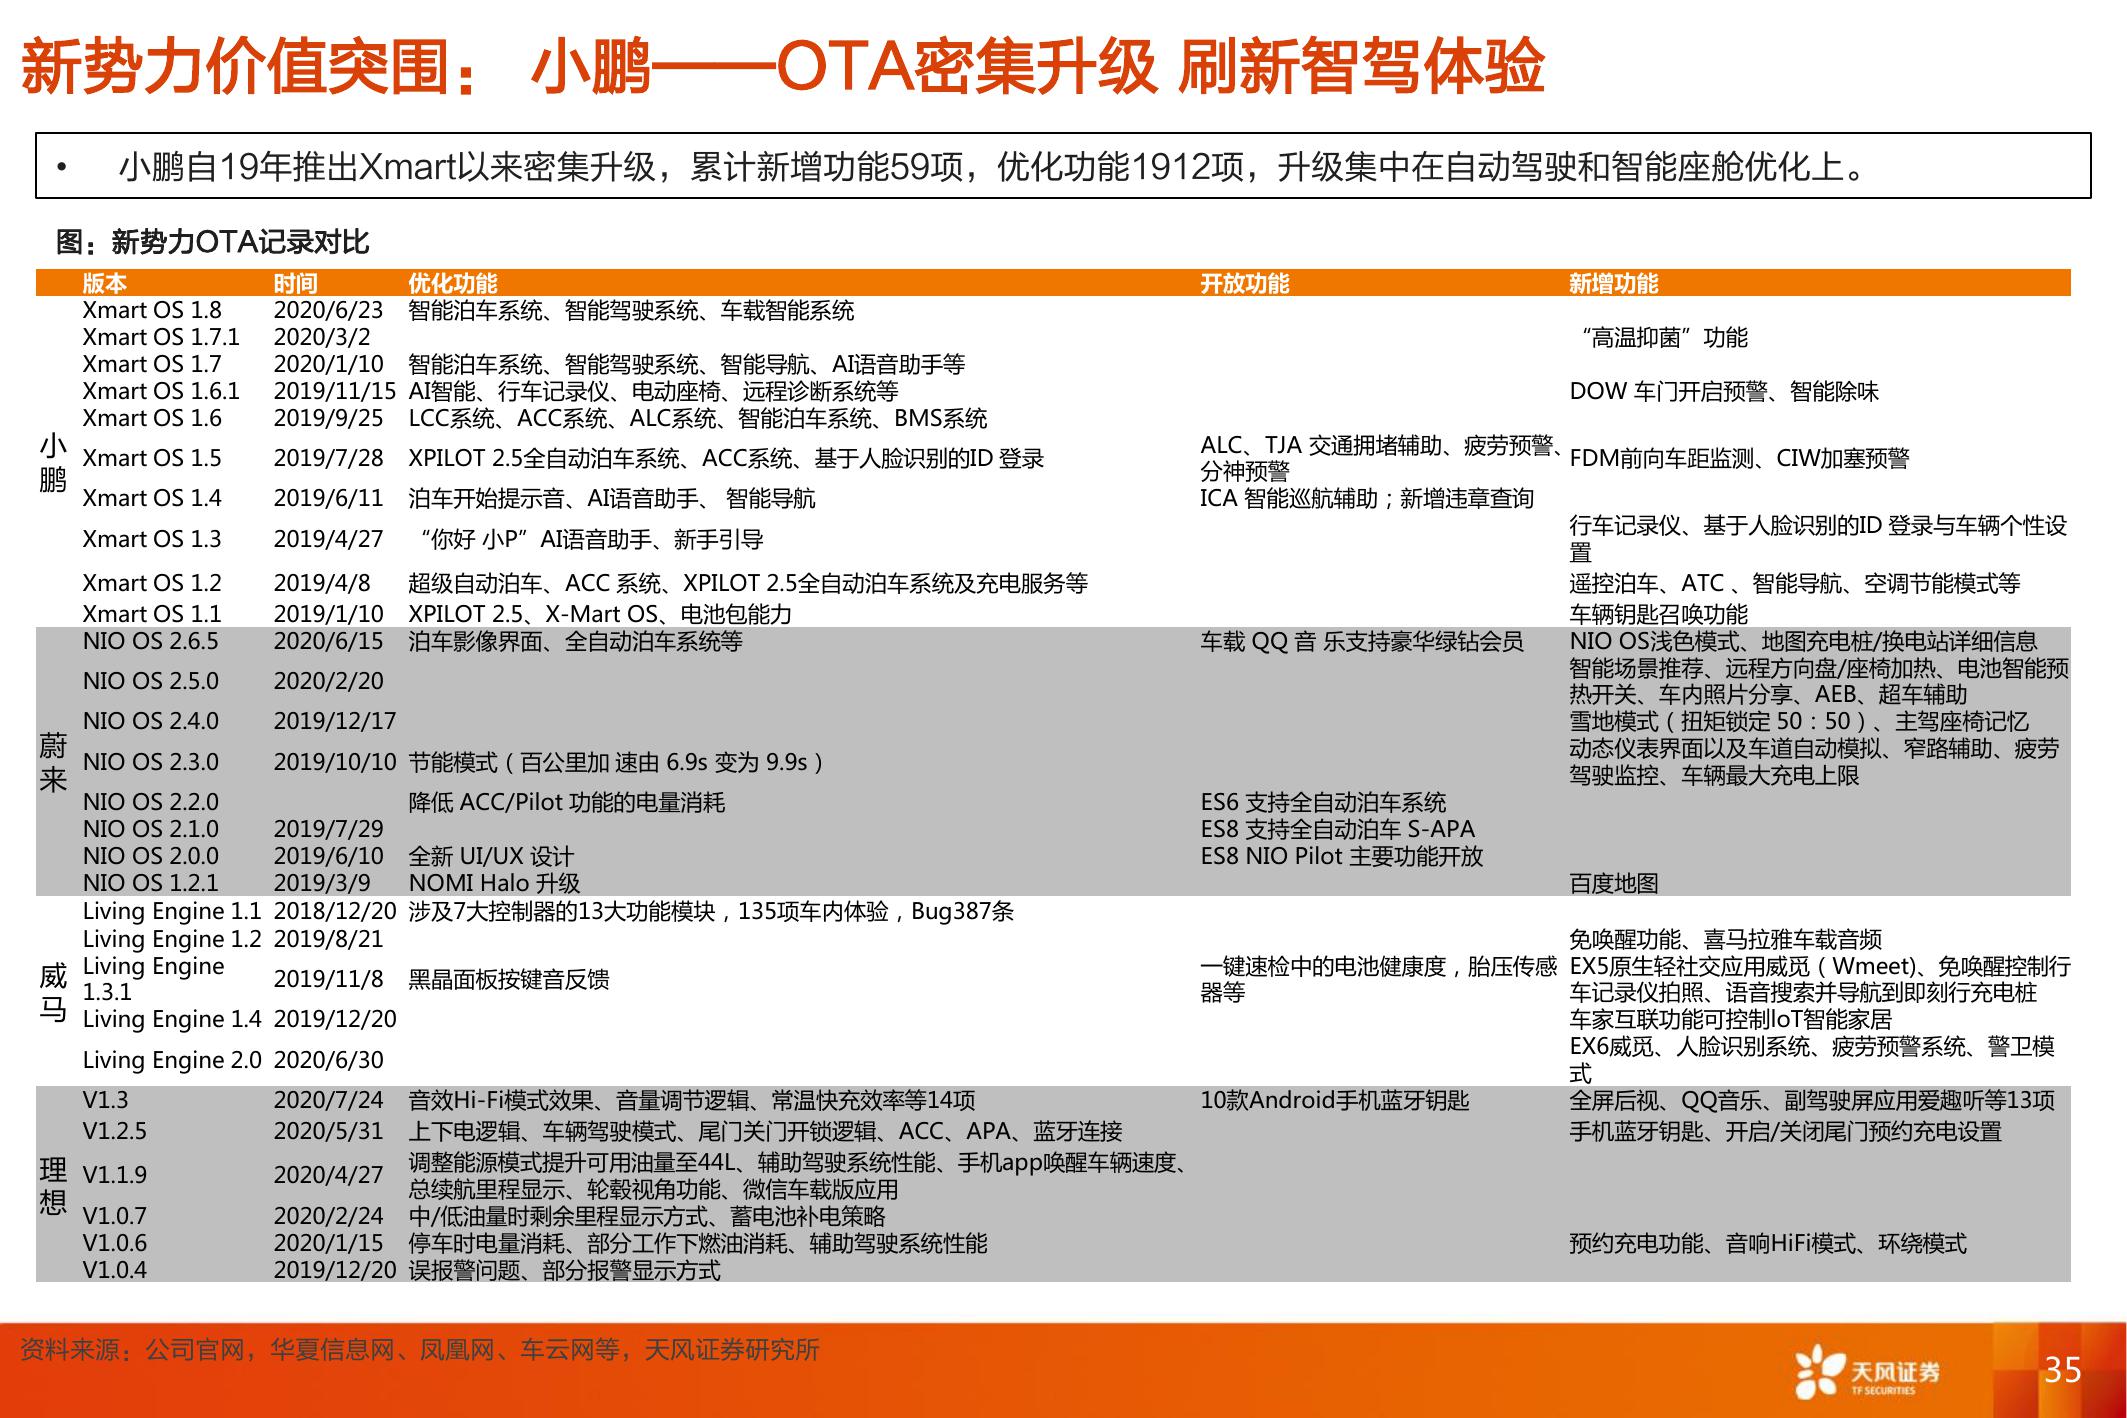 新势力价值突围： 小鹏——OTA密集升级 刷新智驾体验
• 小鹏自19年推出Xmart以来密集升级，累计新增功能59项，优化功能1912项，升级集中在自动驾驶和智能座舱优化上。
图：新势力OTA记录对比
版本 时间 优化功能 开放功能 新增功能
小鹏
Xmart OS 1.8 2020/6/23 智能泊车系统、智能驾驶系统、车载智能系统
Xmart OS 1.7.1 2020/3/2 “高温抑菌”功能
Xmart OS 1.7 2020/1/10 智能泊车系统、智能驾驶系统、智能导航、AI语音助手等
Xmart OS 1.6.1 2019/11/15 AI智能、行车记录仪、电动座椅、远程诊断系统等 DOW 车门开启预警、智能除味
Xmart OS 1.6 2019/9/25 LCC系统、ACC系统、ALC系统、智能泊车系统、BMS系统
Xmart OS 1.5 2019/7/28 XPILOT 2.5全自动泊车系统、ACC系统、基于人脸识别的ID 登录 ALC、TJA 交通拥堵辅助、疲劳预警、
分神预警 FDM前向车距监测、CIW加塞预警
Xmart OS 1.4 2019/6/11 泊车开始提示音、AI语音助手、 智能导航 ICA 智能巡航辅助；新增违章查询
Xmart OS 1.3 2019/4/27 “你好 小P”AI语音助手、新手引导 行车记录仪、基于人脸识别的ID 登录与车辆个性设
置
Xmart OS 1.2 2019/4/8 超级自动泊车、ACC 系统、XPILOT 2.5全自动泊车系统及充电服务等 遥控泊车、ATC 、智能导航、空调节能模式等
Xmart OS 1.1 2019/1/10 XPILOT 2.5、X-Mart OS、电池包能力 车辆钥匙召唤功能
蔚来
NIO OS 2.6.5 2020/6/15 泊车影像界面、全自动泊车系统等 车载 QQ 音 乐支持豪华绿钻会员 NIO OS浅色模式、地图充电桩/换电站详细信息
NIO OS 2.5.0 2020/2/20 智能场景推荐、远程方向盘/座椅加热、电池智能预
热开关、车内照片分享、AEB、超车辅助
NIO OS 2.4.0 2019/12/17 雪地模式（扭矩锁定 50：50）、主驾座椅记忆
NIO OS 2.3.0 2019/10/10 节能模式（百公里加 速由 6.9s 变为 9.9s） 动态仪表界面以及车道自动模拟、窄路辅助、疲劳
驾驶监控、车辆最大充电上限
NIO OS 2.2.0 降低 ACC/Pilot 功能的电量消耗 ES6 支持全自动泊车系统
NIO OS 2.1.0 2019/7/29 ES8 支持全自动泊车 S-APA
NIO OS 2.0.0 2019/6/10 全新 UI/UX 设计 ES8 NIO Pilot 主要功能开放
NIO OS 1.2.1 2019/3/9 NOMI Halo 升级 百度地图
威马
Living Engine 1.1 2018/12/20 涉及7大控制器的13大功能模块，135项车内体验，Bug387条
Living Engine 1.2 2019/8/21 免唤醒功能、喜马拉雅车载音频
Living Engine
1.3.1 2019/11/8 黑晶面板按键音反馈 一键速检中的电池健康度，胎压传感
器等 EX5原生轻社交应用威觅（Wmeet)、免唤醒控制行
车记录仪拍照、语音搜索并导航到即刻行充电桩
Living Engine 1.4 2019/12/20 车家互联功能可控制IoT智能家居
Living Engine 2.0 2020/6/30 EX6威觅、人脸识别系统、疲劳预警系统、警卫模
式
理想
V1.3 2020/7/24 音效Hi-Fi模式效果、音量调节逻辑、常温快充效率等14项 10款Android手机蓝牙钥匙 全屏后视、QQ音乐、副驾驶屏应用爱趣听等13项
V1.2.5 2020/5/31 上下电逻辑、车辆驾驶模式、尾门关门开锁逻辑、ACC、APA、蓝牙连接 手机蓝牙钥匙、开启/关闭尾门预约充电设置
V1.1.9 2020/4/27 调整能源模式提升可用油量至44L、辅助驾驶系统性能、手机app唤醒车辆速度、
总续航里程显示、轮毂视角功能、微信车载版应用
V1.0.7 2020/2/24 中/低油量时剩余里程显示方式、蓄电池补电策略
V1.0.6 2020/1/15 停车时电量消耗、部分工作下燃油消耗、辅助驾驶系统性能 预约充电功能、音响HiFi模式、环绕模式
V1.0.4 2019/12/20 误报警问题、部分报警显示方式
资料来源：公司官网，华夏信息网、凤凰网、车云网等，天风证券研究所
天风证券
TF SECURITIES
35